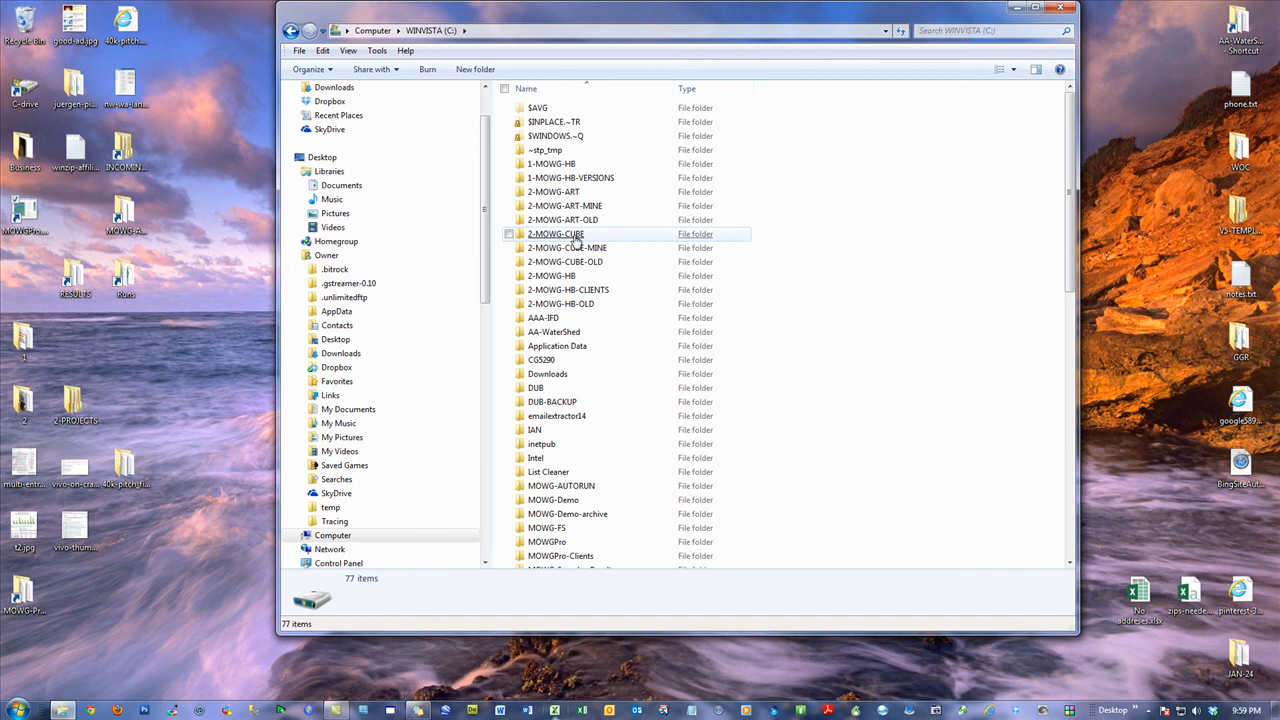 Recycle Bin
good-ad.jpg
40k-pitch....
C-drive
juergen-pi...
nw-wa-lan...
Business
winzip-affili...
INCOMIN...
MOWGPro...
MOWG-A...
RESULTS
Runs
1
2
2-PROJECTS
multi-entr...
vivo-on-cra...
40k-pitch_fi...
t2.jpg
vivo-thum...
MOWG-Pr...
Computer
WINVISTA (C:)
Search WINVISTA (C:)
File Edit View Tools Help
Organize Share with Burn New folder
Downloads
Dropbox
Recent Places
SkyDrive
Desktop
Libraries
Documents
Music
Pictures
Videos
Homegroup
Owner
.bitrock
.gstreamer-0.10
.unlimitedftp
AppData
Contacts
Desktop
Downloads
Dropbox
Favorites
Links
My Documents
My Music
My Pictures
My Videos
Saved Games
Searches
SkyDrive
temp
Tracing
Computer
Network
Control Panel
Name Type
$AVG File folder
$INPLACE.~TR File folder
$WINDOWS.~Q File folder
~stp_tmp File folder
1-MOWG-HB File folder
1-MOWG-HB-VERSIONS File folder
2-MOWG-ART File folder
2-MOWG-ART-MINE File folder
2-MOWG-ART-OLD File folder
2-MOWG-CUBE File folder
2-MOWG-CUBE-MINE File folder
2-MOWG-CUBE-OLD File folder
2-MOWG-HB File folder
2-MOWG-HB-CLIENTS File folder
2-MOWG-HB-OLD File folder
AAA-IFD File folder
AA-WaterShed File folder
Application Data File folder
CG5290 File folder
Downloads File folder
DUB File folder
DUB-BACKUP File folder
emailextractor14 File folder
IAN File folder
inetpub File folder
Intel File folder
List Cleaner File folder
MOWG-AUTORUN File folder
MOWG-Demo File folder
MOWG-Demo-archive File folder
MOWG-FS File folder
MOWGPro File folder
MOWGPro-Clients File folder
77 items
77 items
AA-WaterS...
- Shortcut
phone.txt
WOC
V5-TEMPL...
notes.txt
GGR
google589...
BingSiteAut...
No
addreses.xlsx
zips-neede...
pinterest-3...
JAN-24
Desktop
9:59 PM